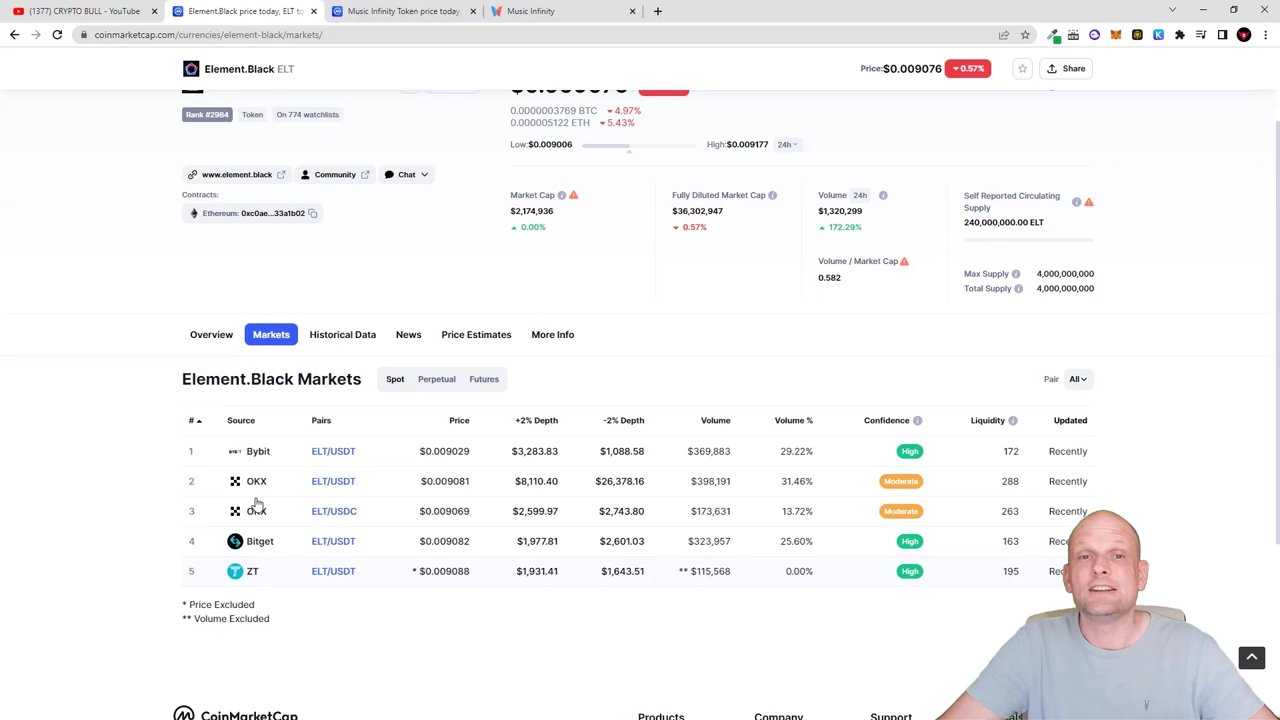 (1377) CRYPTO BULL - YouTube
Element.Black price today, ELT to
Music Infinity Token price today,
Music Infinity
coinmarketcap.com/currencies/element-black/markets/
Element.Black ELT
Price:$0.009076 0.57%
Share
Rank #2984
Token
On 774 watchlists
0.0000003769 BTC 4.97%
0.000005122 ETH 5.43%
Low:$0.009006
High:$0.009177
24h
www.element.black
Community
Chat
Contracts:
Ethereum: 0xc0ae...33a1b02
Market Cap
$2,174,936
0.00%
Fully Diluted Market Cap
$36,302,947
0.57%
Volume 24h
$1,320,299
172.29%
Volume / Market Cap
0.582
Self Reported Circulating
Supply
240,000,000.00 ELT
Max Supply 4,000,000,000
Total Supply 4,000,000,000
Overview Markets Historical Data News Price Estimates More Info
Element.Black Markets
Spot Perpetual Futures
Pair All
# Source Pairs Price +2% Depth -2% Depth Volume Volume % Confidence Liquidity Updated
1 Bybit ELT/USDT $0.009029 $3,283.83 $1,088.58 $369,883 29.22% High 172 Recently
2 OKX ELT/USDT $0.009081 $8,110.40 $26,378.16 $398,191 31.46% Moderate 288 Recently
3 OKX ELT/USDC $0.009069 $2,599.97 $2,743.80 $173,631 13.72% Moderate 263 Recently
4 Bitget ELT/USDT $0.009082 $1,977.81 $2,601.03 $323,957 25.60% High 163
5 ZT ELT/USDT * $0.009088 $1,931.41 $1,643.51 ** $115,568 0.00% High 195
* Price Excluded
** Volume Excluded
CoinMarketCap
Products
Company
Support